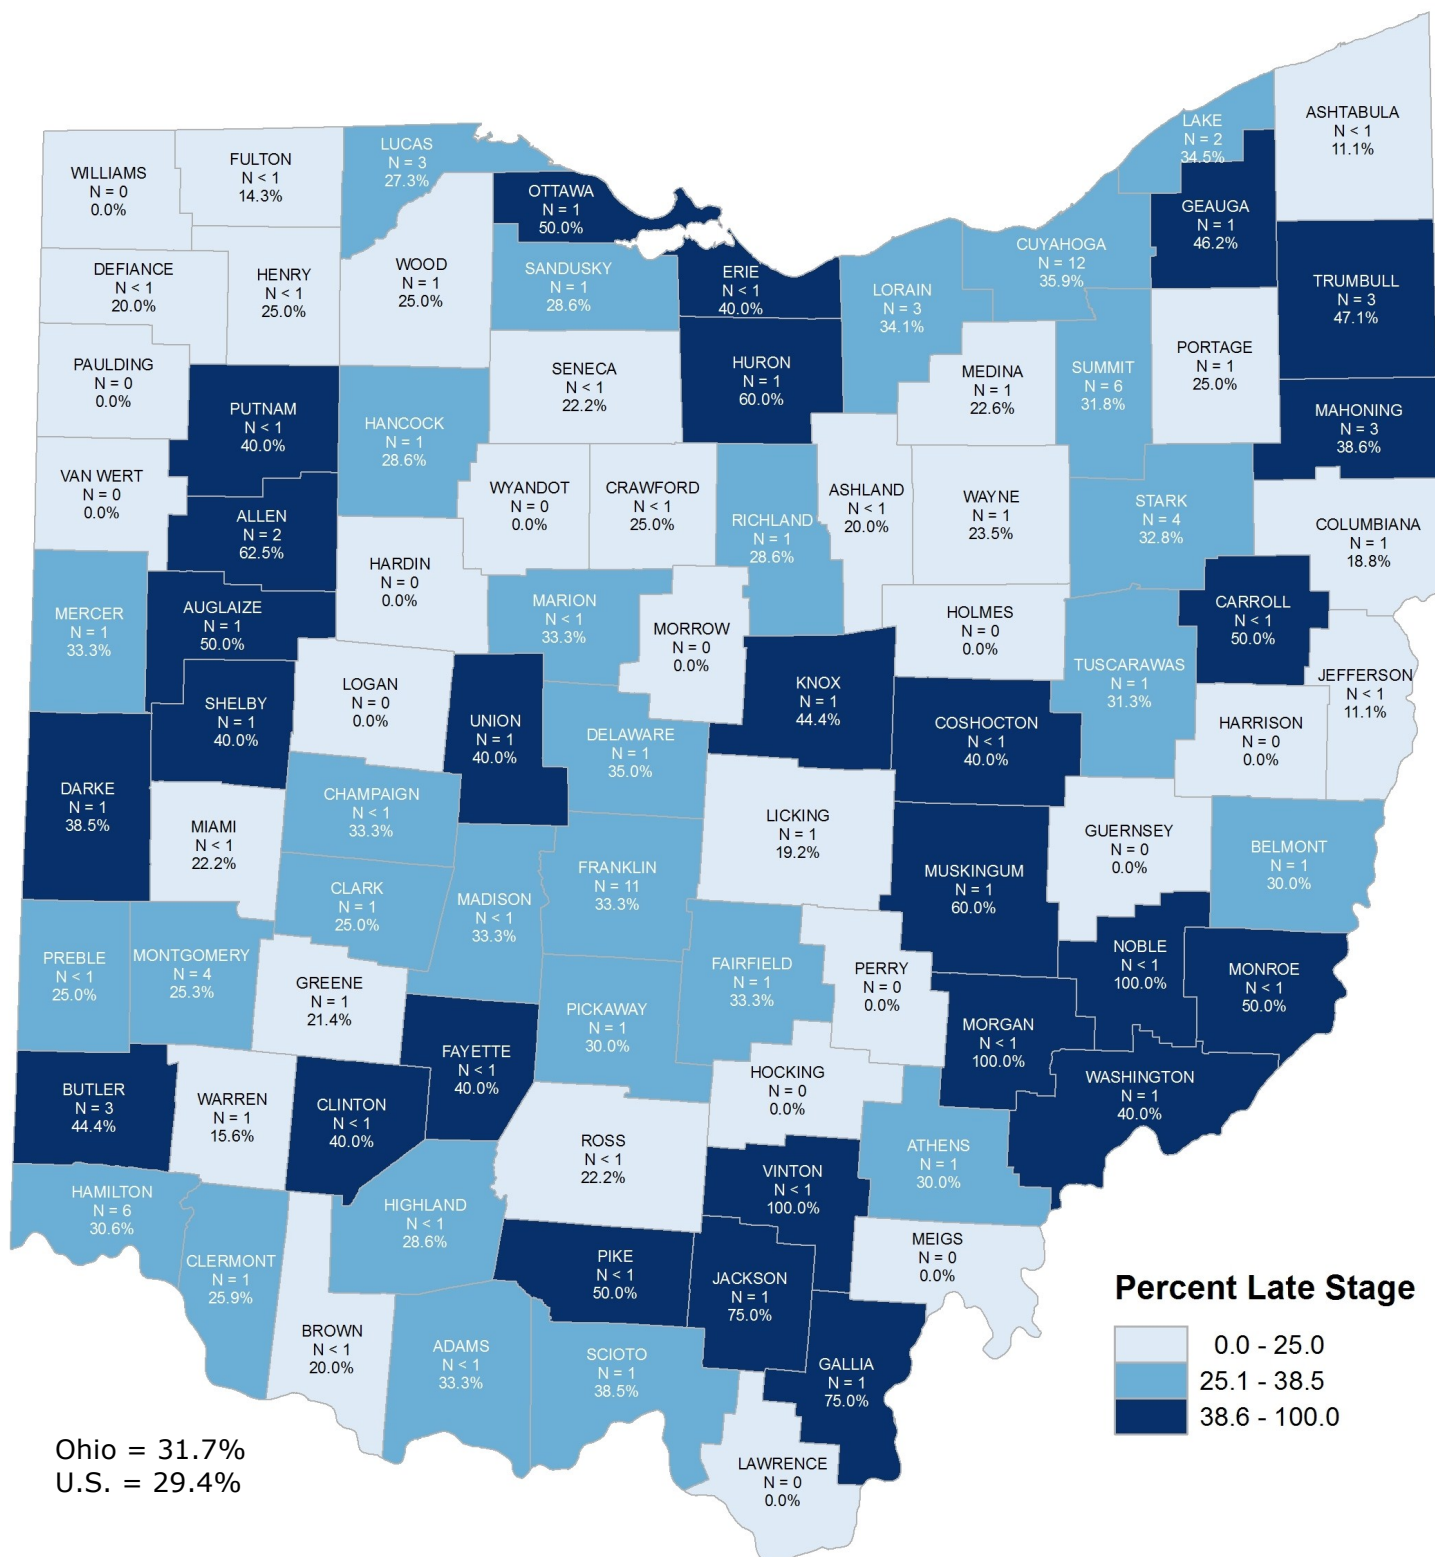 ASHTABULA
N < 1
11.1%
LAKE
N = 2
34.5%
WILLIAMS
N = 0
0.0%
FULTON
N < 1
14.3%
LUCAS
N = 3
27.3%
OTTAWA
N = 1
50.0%
GEAUGA
N = 1
46.2%
DEFIANCE
N < 1
20.0%
HENRY
N < 1
25.0%
WOOD
N = 1
25.0%
SANDUSKY
N = 1
28.6%
ERIE
N < 1
40.0%
LORAIN
N = 3
34.1%
CUYAHOGA
N = 12
35.9%
TRUMBULL
N = 3
47.1%
PAULDING
N = 0
0.0%
PUTNAM
N < 1
40.0%
HANCOCK
N = 1
28.6%
SENECA
N < 1
22.2%
HURON
N = 1
60.0%
MEDINA
N = 1
22.6%
SUMMIT
N = 6
31.8%
PORTAGE
N = 1
25.0%
MAHONING
N = 3
38.6%
VAN WERT
N = 0
0.0%
ALLEN
N = 2
62.5%
WYANDOT
N = 0
0.0%
CRAWFORD
N < 1
25.0%
RICHLAND
N = 1
28.6%
ASHLAND
N < 1
20.0%
WAYNE
N = 1
23.5%
STARK
N = 4
32.8%
COLUMBIANA
N = 1
18.8%
MERCER
N = 1
33.3%
AUGLAIZE
N = 1
50.0%
HARDIN
N = 0
0.0%
MARION
N < 1
33.3%
MORROW
N = 0
0.0%
HOLMES
N = 0
0.0%
CARROLL
N < 1
50.0%
TUSCARAWAS
N = 1
31.3%
JEFFERSON
N < 1
11.1%
SHELBY
N = 1
40.0%
LOGAN
N = 0
0.0%
UNION
N = 1
40.0%
KNOX
N = 1
44.4%
COSHOCTON
N < 1
40.0%
HARRISON
N = 0
0.0%
DARKE
N = 1
38.5%
MIAMI
N < 1
22.2%
CHAMPAIGN
N < 1
33.3%
DELAWARE
N = 1
35.0%
LICKING
N = 1
19.2%
GUERNSEY
N = 0
0.0%
BELMONT
N = 1
30.0%
CLARK
N = 1
25.0%
MADISON
N < 1
33.3%
FRANKLIN
N = 11
33.3%
MUSKINGUM
N = 1
60.0%
PREBLE
N < 1
25.0%
MONTGOMERY
N = 4
25.3%
GREENE
N = 1
21.4%
PICKAWAY
N = 1
30.0%
FAIRFIELD
N = 1
33.3%
PERRY
N = 0
0.0%
NOBLE
N < 1
100.0%
MONROE
N < 1
50.0%
MORGAN
N < 1
100.0%
BUTLER
N = 3
44.4%
WARREN
N = 1
15.6%
CLINTON
N < 1
40.0%
FAYETTE
N < 1
40.0%
HOCKING
N = 0
0.0%
WASHINGTON
N = 1
40.0%
ROSS
N < 1
22.2%
VINTON
N < 1
100.0%
ATHENS
N = 1
30.0%
HAMILTON
N = 6
30.6%
CLERMONT
N = 1
25.9%
HIGHLAND
N < 1
28.6%
PIKE
N < 1
50.0%
JACKSON
N = 1
75.0%
MEIGS
N = 0
0.0%
BROWN
N < 1
20.0%
ADAMS
N < 1
33.3%
SCIOTO
N = 1
38.5%
GALLIA
N = 1
75.0%
LAWRENCE
N = 0
0.0%
Percent Late Stage
0.0 - 25.0
25.1 - 38.5
38.6 - 100.0
Ohio = 31.7%
U.S. = 29.4%